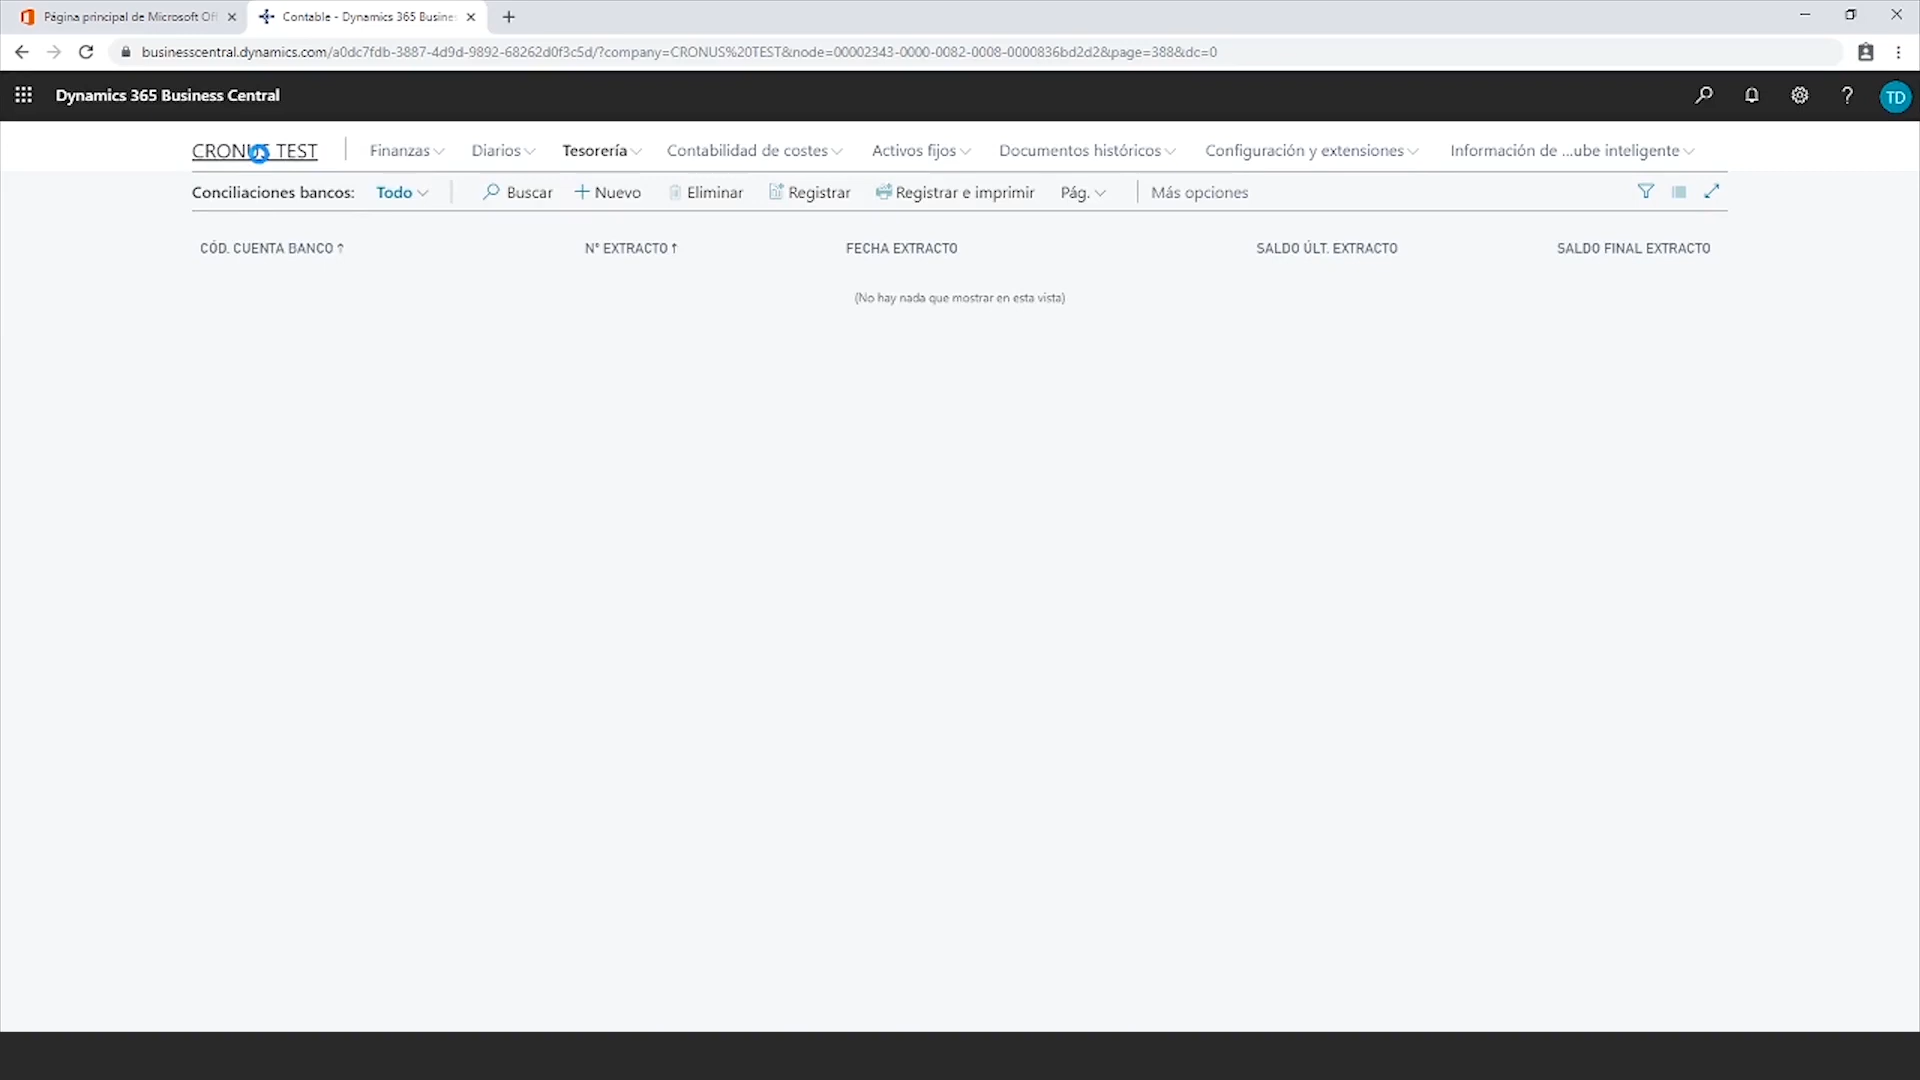 Página principal de Microsoft Off
Contable - Dynamics 365 Busines
businesscentral.dynamics.com/a0dc7fdb-3887-4d9d-9892-68262d0f3c5d/?company=CRONUS%20TEST&node=00002343-0000-0082-0008-0000836bd2d2&page=388&dc=0
Dynamics 365 Business Central
?
TD
CRONUS TEST Finanzas Diarios Tesorería Contabilidad de costes Activos fijos Documentos históricos Configuración y extensiones Información de ...ube inteligente
Conciliaciones bancos: Todo Buscar Nuevo Eliminar Registrar Registrar e imprimir Pág. Más opciones
CÓD. CUENTA BANCO ↑ Nº EXTRACTO ↑ FECHA EXTRACTO SALDO ÚLT. EXTRACTO SALDO FINAL EXTRACTO
(No hay nada que mostrar en esta vista)